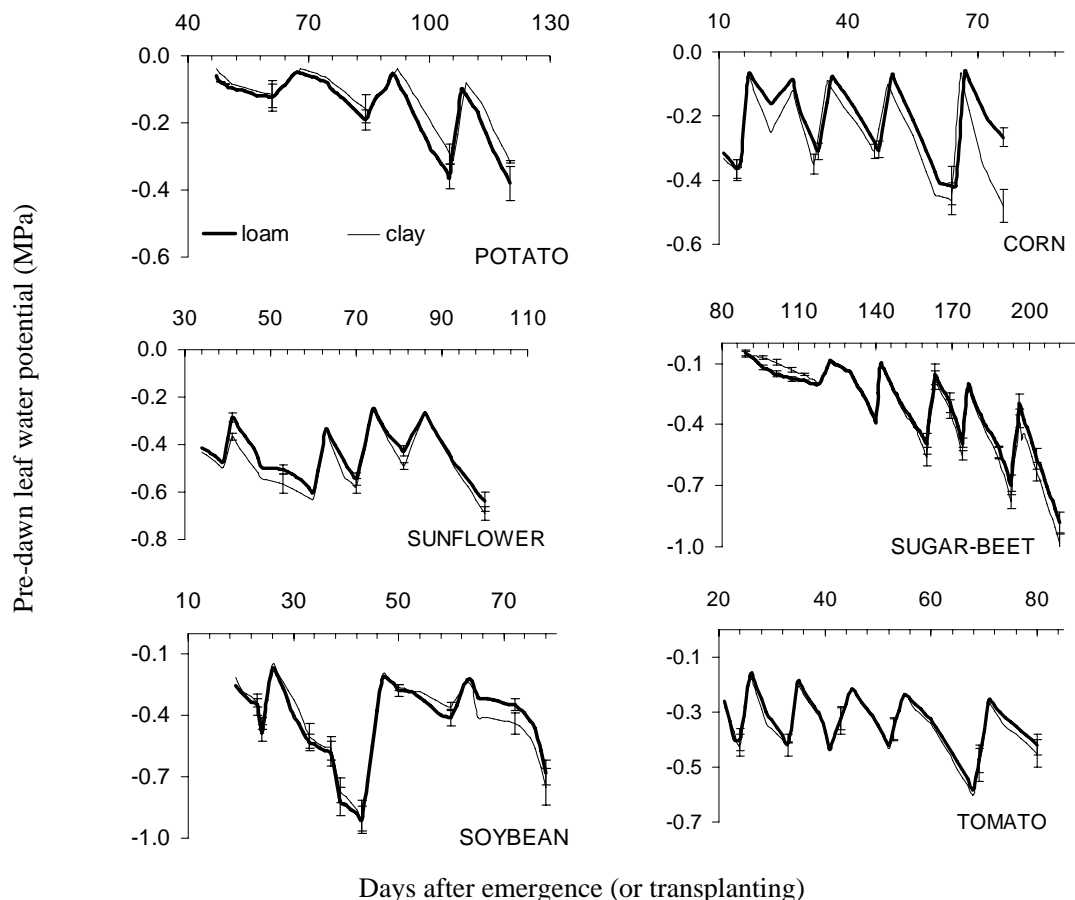 Pre-dawn leaf water potential (MPa)
40 70 100 130
0.0
-0.2
-0.4
-0.6
loam clay
POTATO
10 40 70
0.0
-0.2
-0.4
-0.6
CORN
30 50 70 90 110
0.0
-0.2
-0.4
-0.6
-0.8
SUNFLOWER
80 110 140 170 200
-0.1
-0.4
-0.7
-1.0
SUGAR-BEET
10 30 50 70
-0.1
-0.4
-0.7
-1.0
SOYBEAN
20 40 60 80
-0.1
-0.3
-0.5
-0.7
TOMATO
Days after emergence (or transplanting)